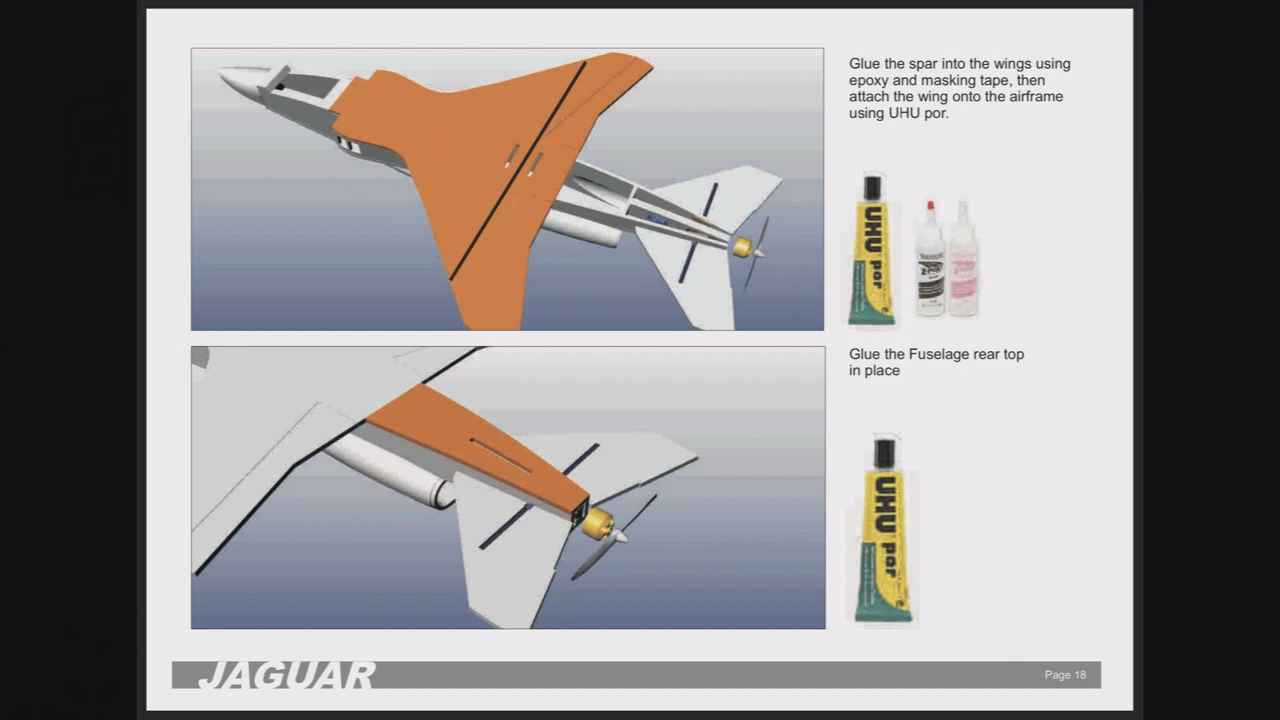 Glue the spar into the wings using
epoxy and masking tape, then
attach the wing onto the airframe
using UHU por.
UHU por
Glue the Fuselage rear top
in place
UHU por
JAGUAR
Page 18